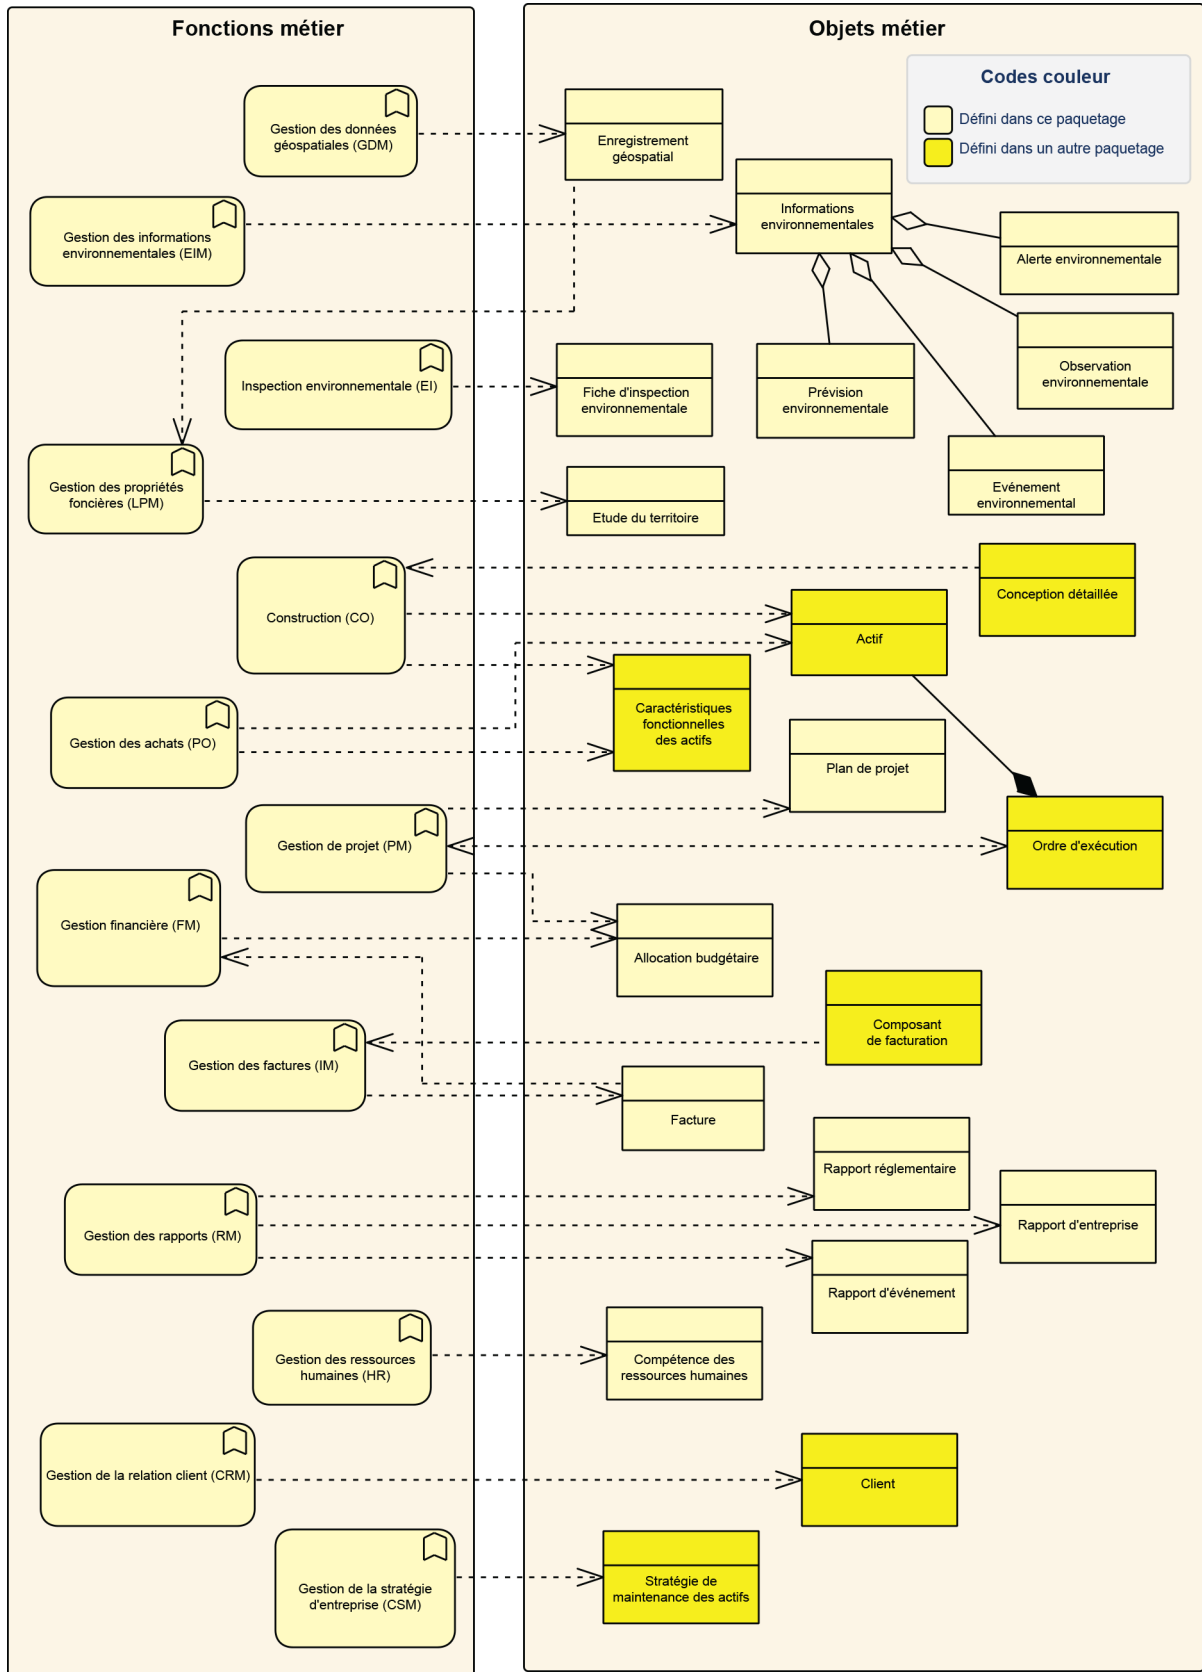 Fonctions métier
Objets métier
Codes couleur
Défini dans ce paquetage
Défini dans un autre paquetage
Gestion des données
géospatiales (GDM)
Enregistrement
géospatial
Informations
environnementales
Gestion des informations
environnementales (EIM)
Alerte environnementale
Observation
environnementale
Inspection environnementale (EI)
Fiche d'inspection
environnementale
Prévision
environnementale
Evénement
environnemental
Gestion des propriétés
foncières (LPM)
Etude du territoire
Conception détaillée
Construction (CO)
Actif
Caractéristiques
fonctionnelles
des actifs
Gestion des achats (PO)
Plan de projet
Gestion de projet (PM)
Ordre d'exécution
Gestion financière (FM)
Allocation budgétaire
Composant
de facturation
Gestion des factures (IM)
Facture
Rapport réglementaire
Gestion des rapports (RM)
Rapport d'entreprise
Rapport d'événement
Gestion des ressources
humaines (HR)
Compétence des
ressources humaines
Gestion de la relation client (CRM)
Client
Gestion de la stratégie
d'entreprise (CSM)
Stratégie de
maintenance des actifs